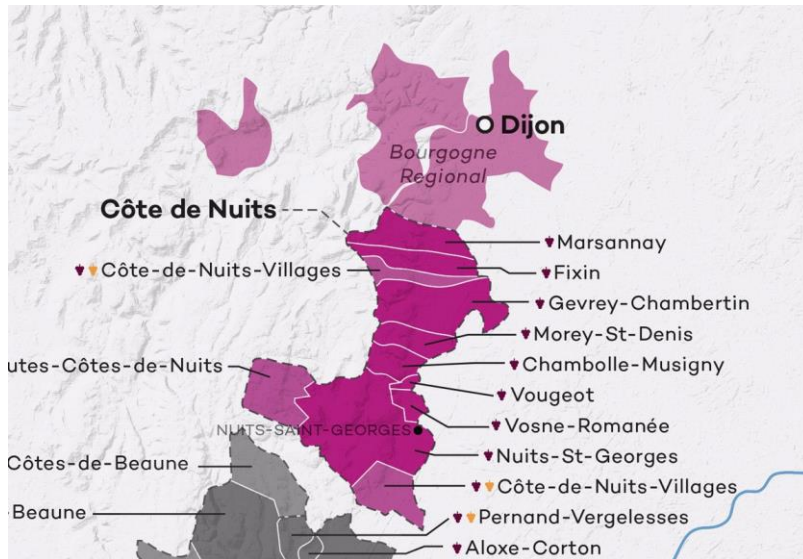 Dijon
Bourgogne
Regional
Côte de Nuits
Marsannay
Côte-de-Nuits-Villages
Fixin
Gevrey-Chambertin
Morey-St-Denis
utes-Côtes-de-Nuits
Chambolle-Musigny
Vougeot
NUITS-SAINT-GEORGES
Vosne-Romanée
Nuits-St-Georges
Côtes-de-Beaune
Côte-de-Nuits-Villages
-Beaune
Pernand-Vergelesses
Aloxe-Corton